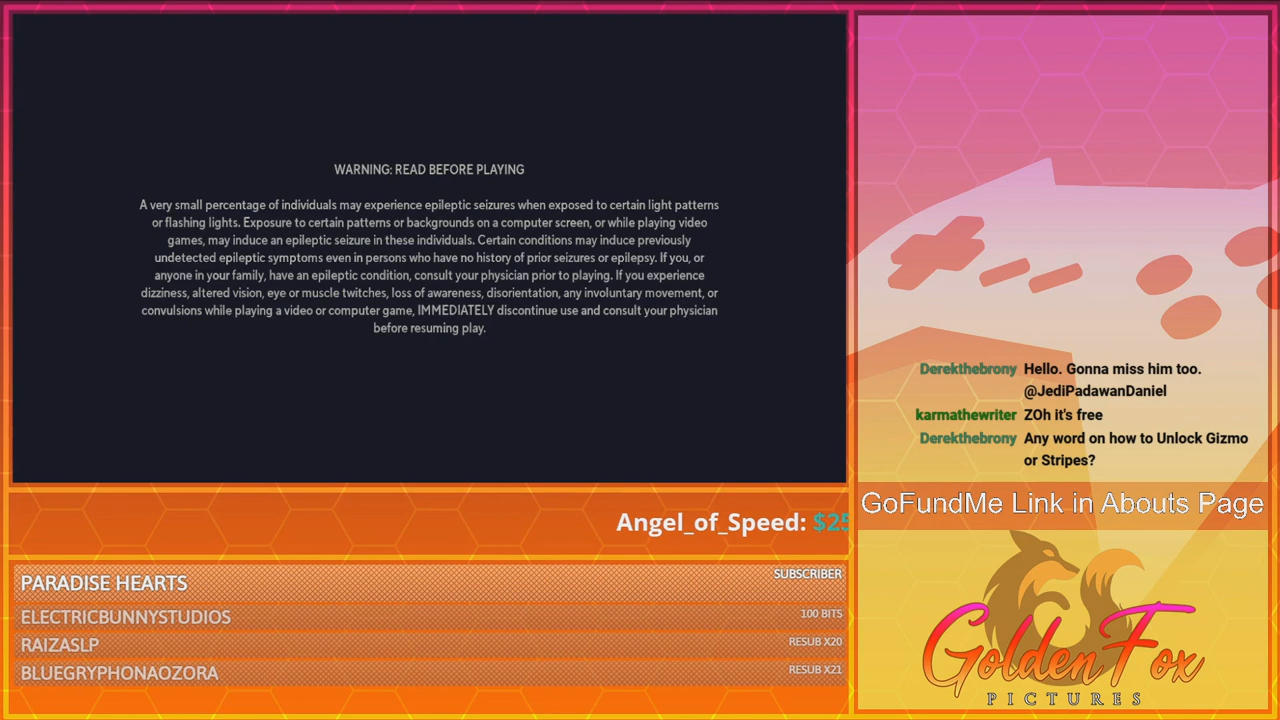 WARNING: READ BEFORE PLAYING
A very small percentage of individuals may experience epileptic seizures when exposed to certain light patterns
or flashing lights. Exposure to certain patterns or backgrounds on a computer screen, or while playing video
games, may induce an epileptic seizure in these individuals. Certain conditions may induce previously
undetected epileptic symptoms even in persons who have no history of prior seizures or epilepsy. If you, or
anyone in your family, have an epileptic condition, consult your physician prior to playing. If you experience
dizziness, altered vision, eye or muscle twitches, loss of awareness, disorientation, any involuntary movement, or
convulsions while playing a video or computer game, IMMEDIATELY discontinue use and consult your physician
before resuming play.
Angel_of_Speed: $25
PARADISE HEARTS SUBSCRIBER
ELECTRICBUNNYSTUDIOS 100 BITS
RAIZASLP RESUB X20
BLUEGRYPHONAOZORA RESUB X21
Derekthebrony Hello. Gonna miss him too.
@JediPadawanDaniel
karmathewriter ZOh it's free
Derekthebrony Any word on how to Unlock Gizmo
or Stripes?
GoFundMe Link in Abouts Page
GoldenFox
PICTURES